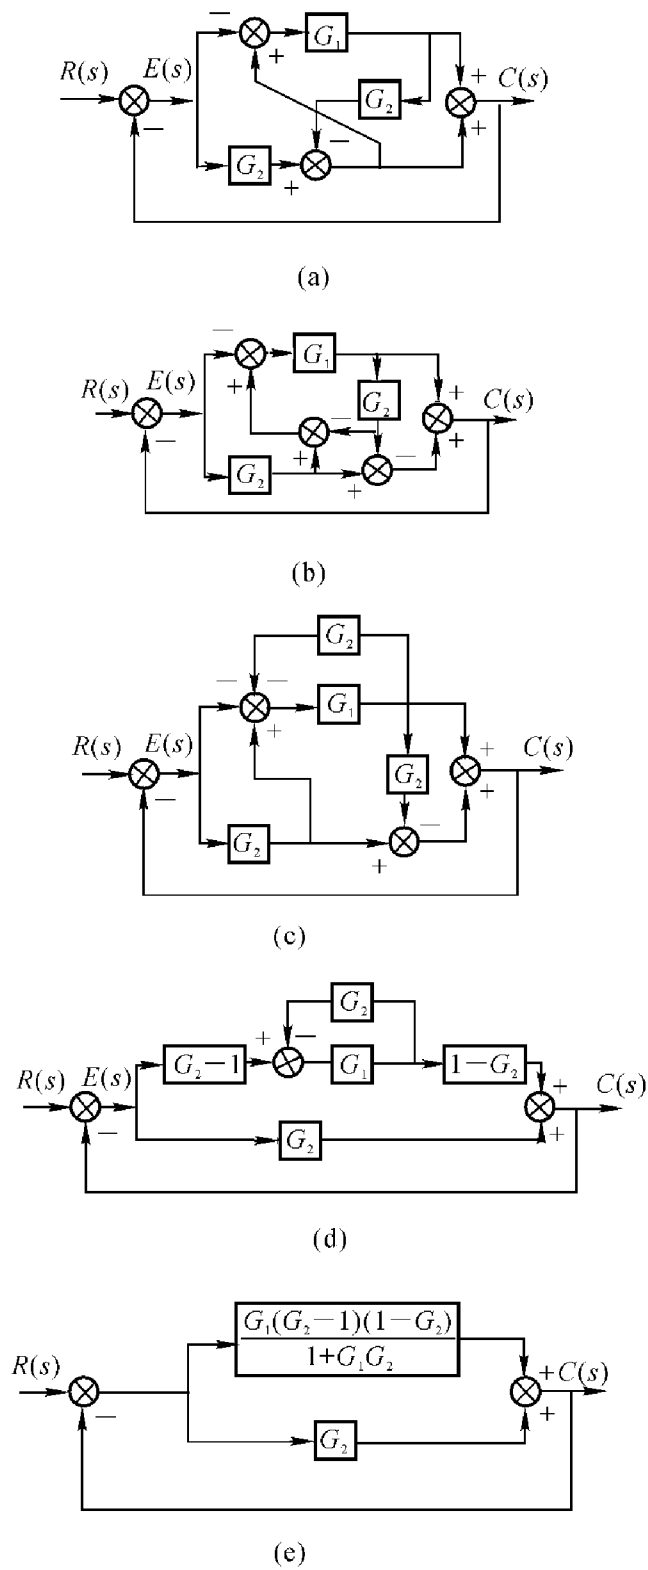 − G₁
+
R(s) E(s) + C(s)
− G₂ +
−
G₂ +
(a)
− G₁
+ +
R(s) E(s) − G₂ C(s)
− + − +
G₂ +
(b)
G₂
− − G₁
+ +
R(s) E(s) C(s)
− G₂ +
−
G₂ +
(c)
G₂
+ −
G₂−1 G₁ 1−G₂
R(s) E(s) + C(s)
− G₂ +
(d)
G₁(G₂−1)(1−G₂)
1+G₁G₂
R(s) + C(s)
− +
G₂
(e)